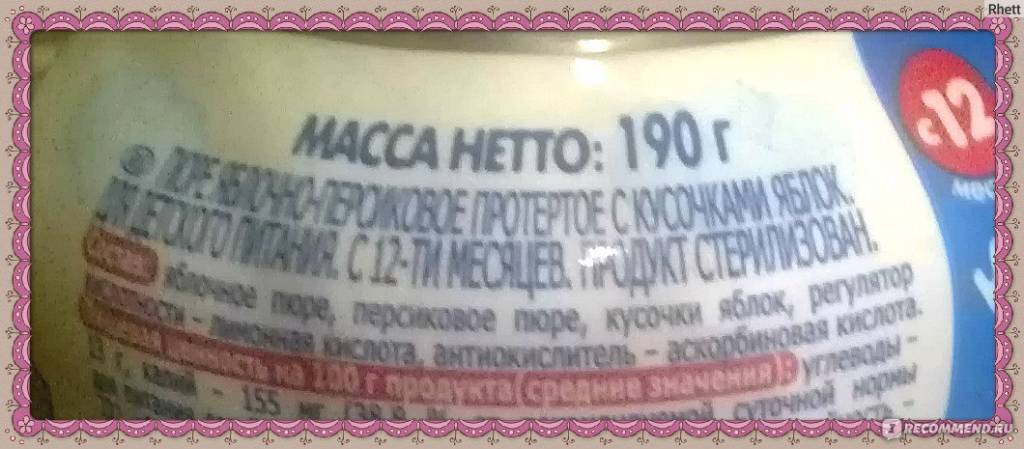 Rhett
с 12
МАССА НЕТТО: 190 г
ПЮРЕ ЯБЛОЧНО-ПЕРСИКОВОЕ ПРОТЕРТОЕ С КУСОЧКАМИ ЯБЛОК.
ДЛЯ ДЕТСКОГО ПИТАНИЯ. С 12-ТИ МЕСЯЦЕВ. ПРОДУКТ СТЕРИЛИЗОВАН.
яблочное пюре, персиковое пюре, кусочки яблок, регулятор
кислотности – лимонная кислота, антиокислитель – аскорбиновая кислота.
ценность на 100 г продукта (средние значения): углеводы –
13 г, калий – 155 мг суточной нормы
RECOMMEND.RU